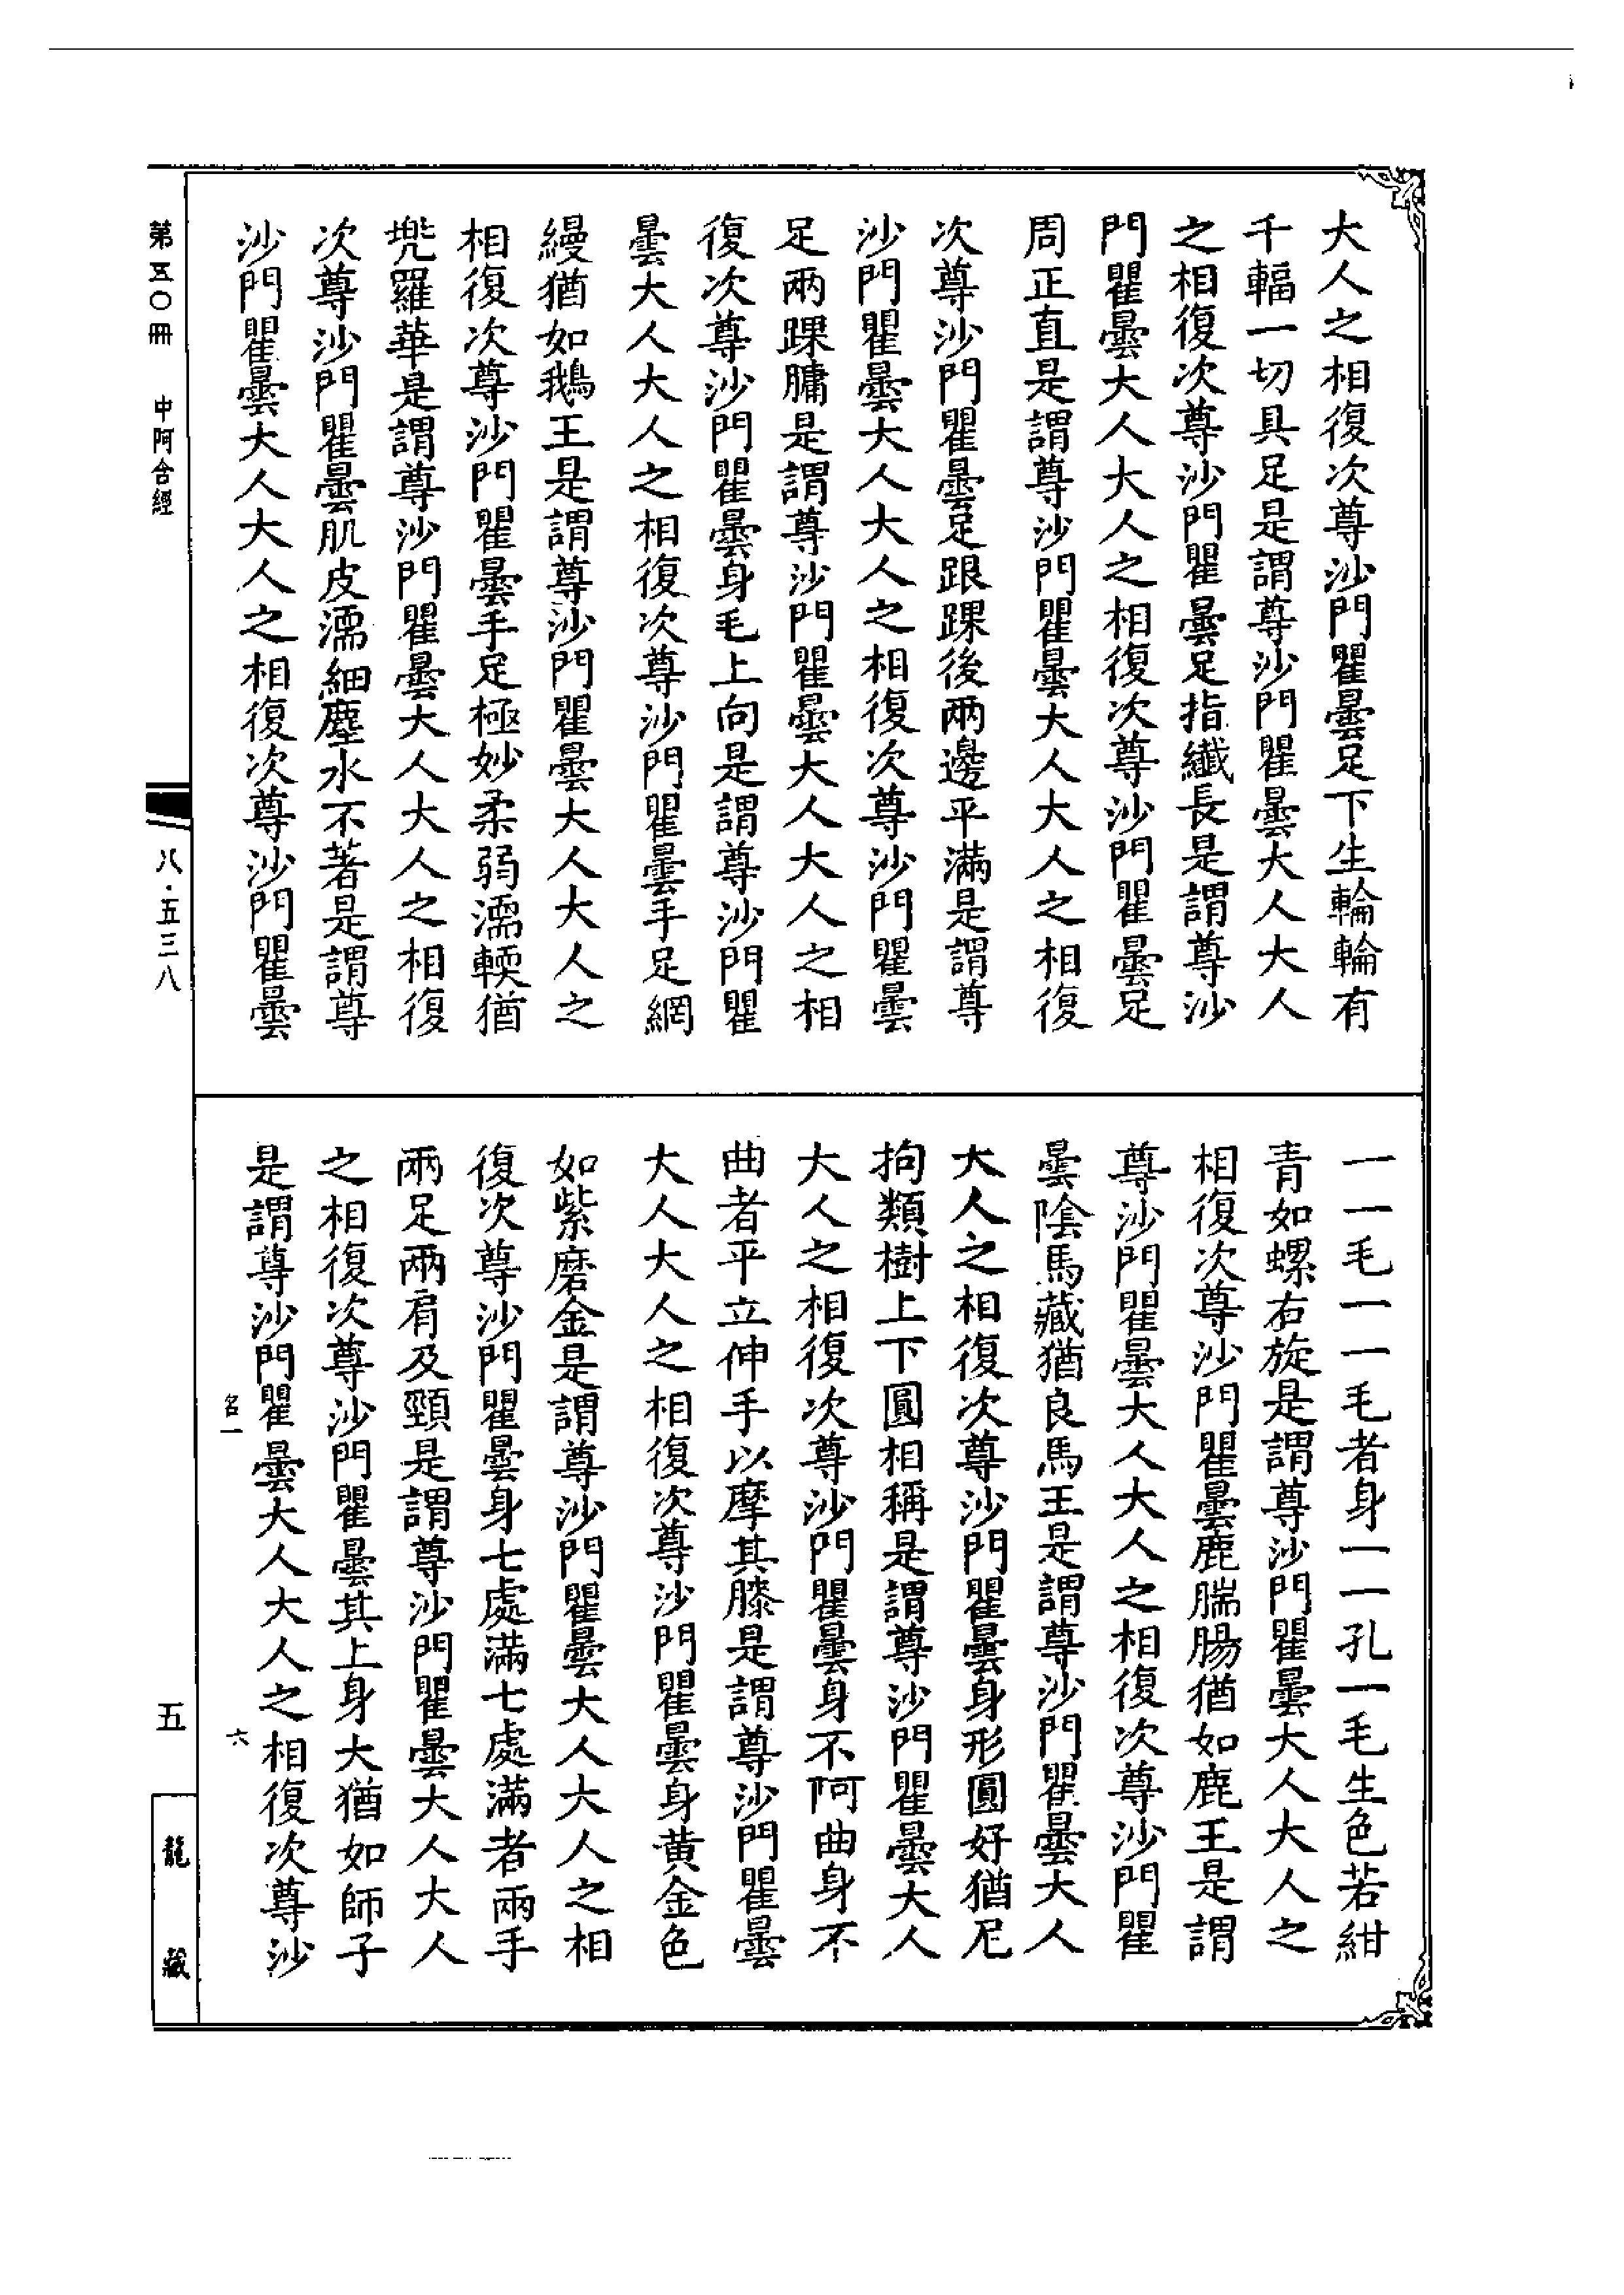 大人之相復次尊沙門瞿曇足下生輪輪有
千輻一切具足是謂尊沙門瞿曇大人大人
之相復次尊沙門瞿曇足指纖長是謂尊沙
門瞿曇大人大人之相復次尊沙門瞿曇足
周正直是謂尊沙門瞿曇大人大人之相復
次尊沙門瞿曇足跟踝後兩邊平滿是謂尊
沙門瞿曇大人大人之相復次尊沙門瞿曇
足兩踝𦟛是謂尊沙門瞿曇大人大人之相
復次尊沙門瞿曇身毛上向是謂尊沙門瞿
曇大人大人之相復次尊沙門瞿曇手足網
縵猶如鵝王是謂尊沙門瞿曇大人大人之
相復次尊沙門瞿曇手足極妙柔弱濡輭猶
兠羅華是謂尊沙門瞿曇大人大人之相復
次尊沙門瞿曇肌皮濡細塵水不著是謂尊
沙門瞿曇大人大人之相復次尊沙門瞿曇
一一毛一一毛者身一一孔一毛生色若紺
青如螺右旋是謂尊沙門瞿曇大人大人之
相復次尊沙門瞿曇鹿腨腸猶如鹿王是謂
尊沙門瞿曇大人大人之相復次尊沙門瞿
曇陰馬藏猶良馬王是謂尊沙門瞿曇大人
大人之相復次尊沙門瞿曇身形圓好猶尼
拘類樹上下圓相稱是謂尊沙門瞿曇大人
大人之相復次尊沙門瞿曇身不阿曲身不
曲者平立伸手以摩其膝是謂尊沙門瞿曇
大人大人之相復次尊沙門瞿曇身黄金色
如紫磨金是謂尊沙門瞿曇大人大人之相
復次尊沙門瞿曇身七處滿七處滿者兩手
兩足兩肩及頸是謂尊沙門瞿曇大人大人
之相復次尊沙門瞿曇其上身大猶如師子
是謂尊沙門瞿曇大人大人之相復次尊沙
名一 六
第五〇冊 中阿含經
八·五三八
五
龍藏